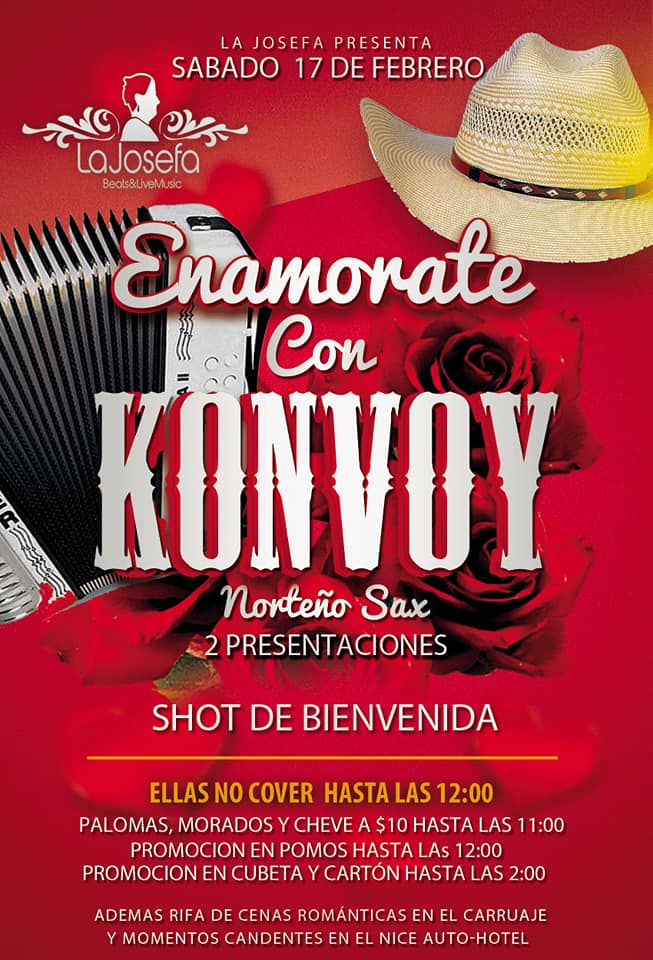 LA JOSEFA PRESENTA
SABADO 17 DE FEBRERO
LaJosefa
Beats&LiveMusic
Enamorate
Con
KONVOY
Norteño Sax
2 PRESENTACIONES
SHOT DE BIENVENIDA
ELLAS NO COVER HASTA LAS 12:00
PALOMAS, MORADOS Y CHEVE A $10 HASTA LAS 11:00
PROMOCION EN POMOS HASTA LAs 12:00
PROMOCION EN CUBETA Y CARTÓN HASTA LAS 2:00
ADEMAS RIFA DE CENAS ROMÁNTICAS EN EL CARRUAJE
Y MOMENTOS CANDENTES EN EL NICE AUTO-HOTEL